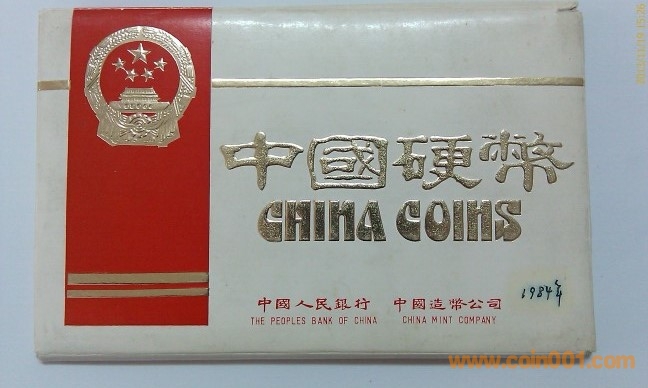 中國硬幣
CHINA COINS
中國人民銀行 中國造幣公司
THE PEOPLES BANK OF CHINA CHINA MINT COMPANY
1984年
www.coin001.com